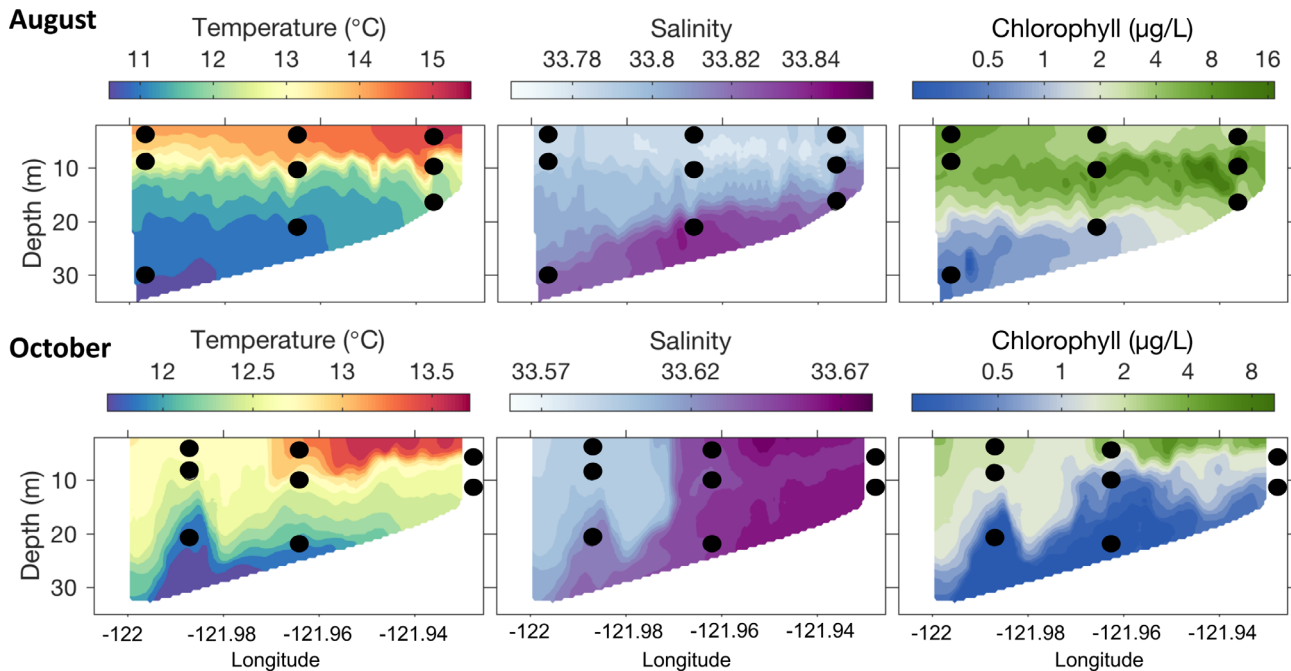 August
Temperature (°C)
Salinity
Chlorophyll (µg/L)
11 12 13 14 15
33.78 33.8 33.82 33.84
0.5 1 2 4 8 16
Depth (m)
10
20
30
October
Temperature (°C)
Salinity
Chlorophyll (µg/L)
12 12.5 13 13.5
33.57 33.62 33.67
0.5 1 2 4 8
Depth (m)
10
20
30
-122 -121.98 -121.96 -121.94
-122 -121.98 -121.96 -121.94
-122 -121.98 -121.96 -121.94
Longitude
Longitude
Longitude